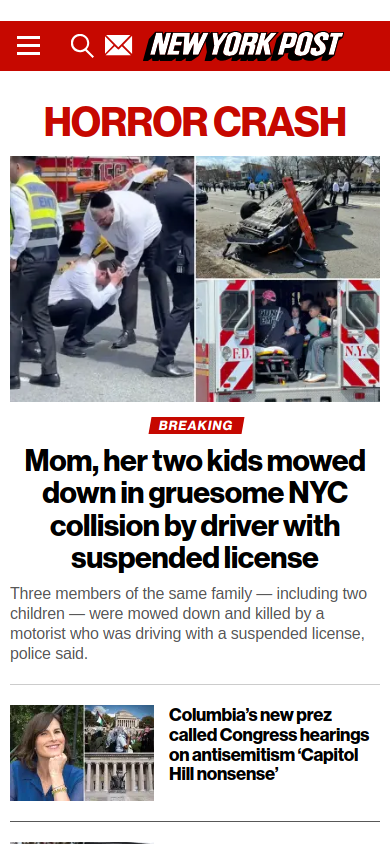 NEW YORK POST
HORROR CRASH
F.D.
N.Y.
BREAKING
Mom, her two kids mowed
down in gruesome NYC
collision by driver with
suspended license
Three members of the same family — including two
children — were mowed down and killed by a
motorist who was driving with a suspended license,
police said.
Columbia’s new prez
called Congress hearings
on antisemitism ‘Capitol
Hill nonsense’